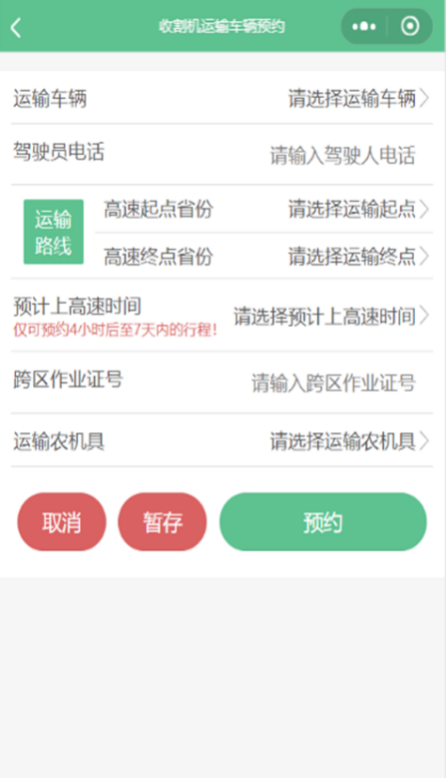 收割机运输车辆预约
运输车辆 请选择运输车辆
驾驶员电话 请输入驾驶人电话
运输
路线
高速起点省份 请选择运输起点
高速终点省份 请选择运输终点
预计上高速时间 请选择预计上高速时间
仅可预约4小时后至7天内的行程!
跨区作业证号 请输入跨区作业证号
运输农机具 请选择运输农机具
取消 暂存 预约